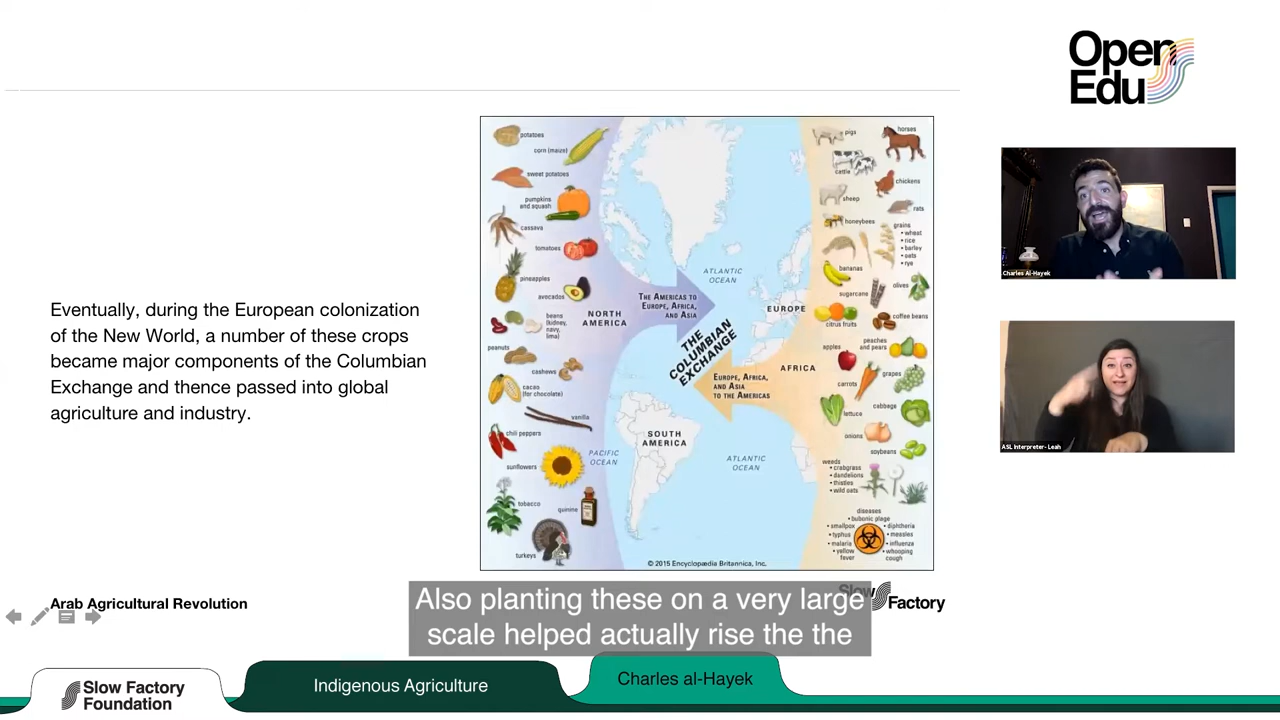 Open
Edu
Eventually, during the European colonization
of the New World, a number of these crops
became major components of the Columbian
Exchange and thence passed into global
agriculture and industry.
potatoes
corn (maize)
sweet potatoes
pumpkins
and squash
cassava
tomatoes
pineapples
avocados
beans
(kidney,
navy,
lima)
peanuts
cashews
cacao
(for chocolate)
vanilla
chili peppers
sunflowers
tobacco
quinine
turkeys
THE AMERICAS TO
EUROPE, AFRICA,
AND ASIA
NORTH
AMERICA
ATLANTIC
OCEAN
THE
COLUMBIAN
EXCHANGE
EUROPE
AFRICA
EUROPE, AFRICA,
AND ASIA
TO THE AMERICAS
SOUTH
AMERICA
PACIFIC
OCEAN
ATLANTIC
OCEAN
pigs
horses
cattle
chickens
sheep
rats
honeybees
grains
• wheat
• rice
• barley
• oats
• rye
bananas
sugarcans
olives
citrus fruits
coffee beans
apples
peaches
and pears
carrots
grapes
lettuce
cabbage
onions
soybeans
weeds
• crabgrass
• dandelions
• thistles
• wild oats
diseases
• bubonic plage
• smallpox
• diphtheria
• typhus
• measles
• malaria
• influenza
• yellow
fever
• whooping
cough
© 2015 Encyclopædia Britannica, Inc.
Charles Al-Hayek
ASL Interpreter- Leah
Arab Agricultural Revolution
Slow
Factory
Also planting these on a very large
scale helped actually rise the the
Slow Factory
Foundation
Indigenous Agriculture
Charles al-Hayek